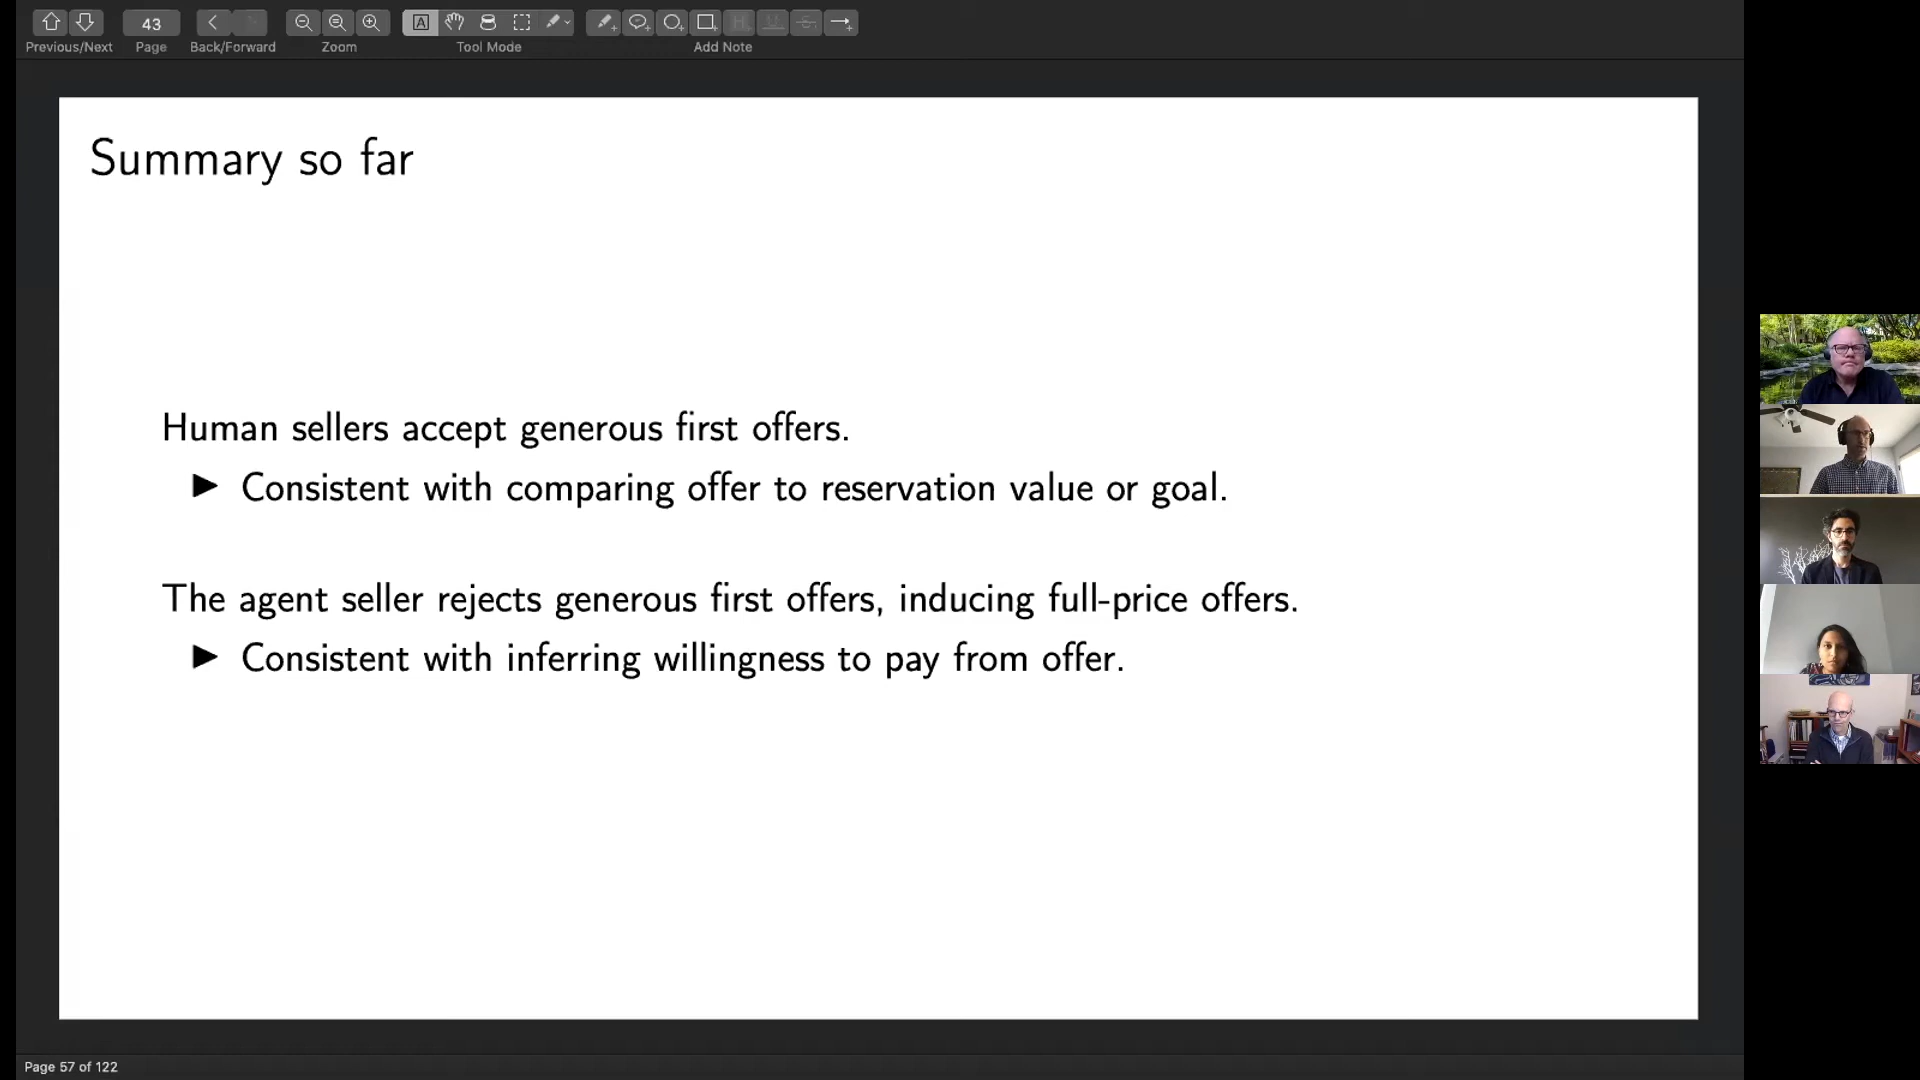 43
Previous/Next
Page
Back/Forward
Zoom
Tool Mode
Add Note
Summary so far
Human sellers accept generous first offers.
▶ Consistent with comparing offer to reservation value or goal.
The agent seller rejects generous first offers, inducing full-price offers.
▶ Consistent with inferring willingness to pay from offer.
Page 57 of 122